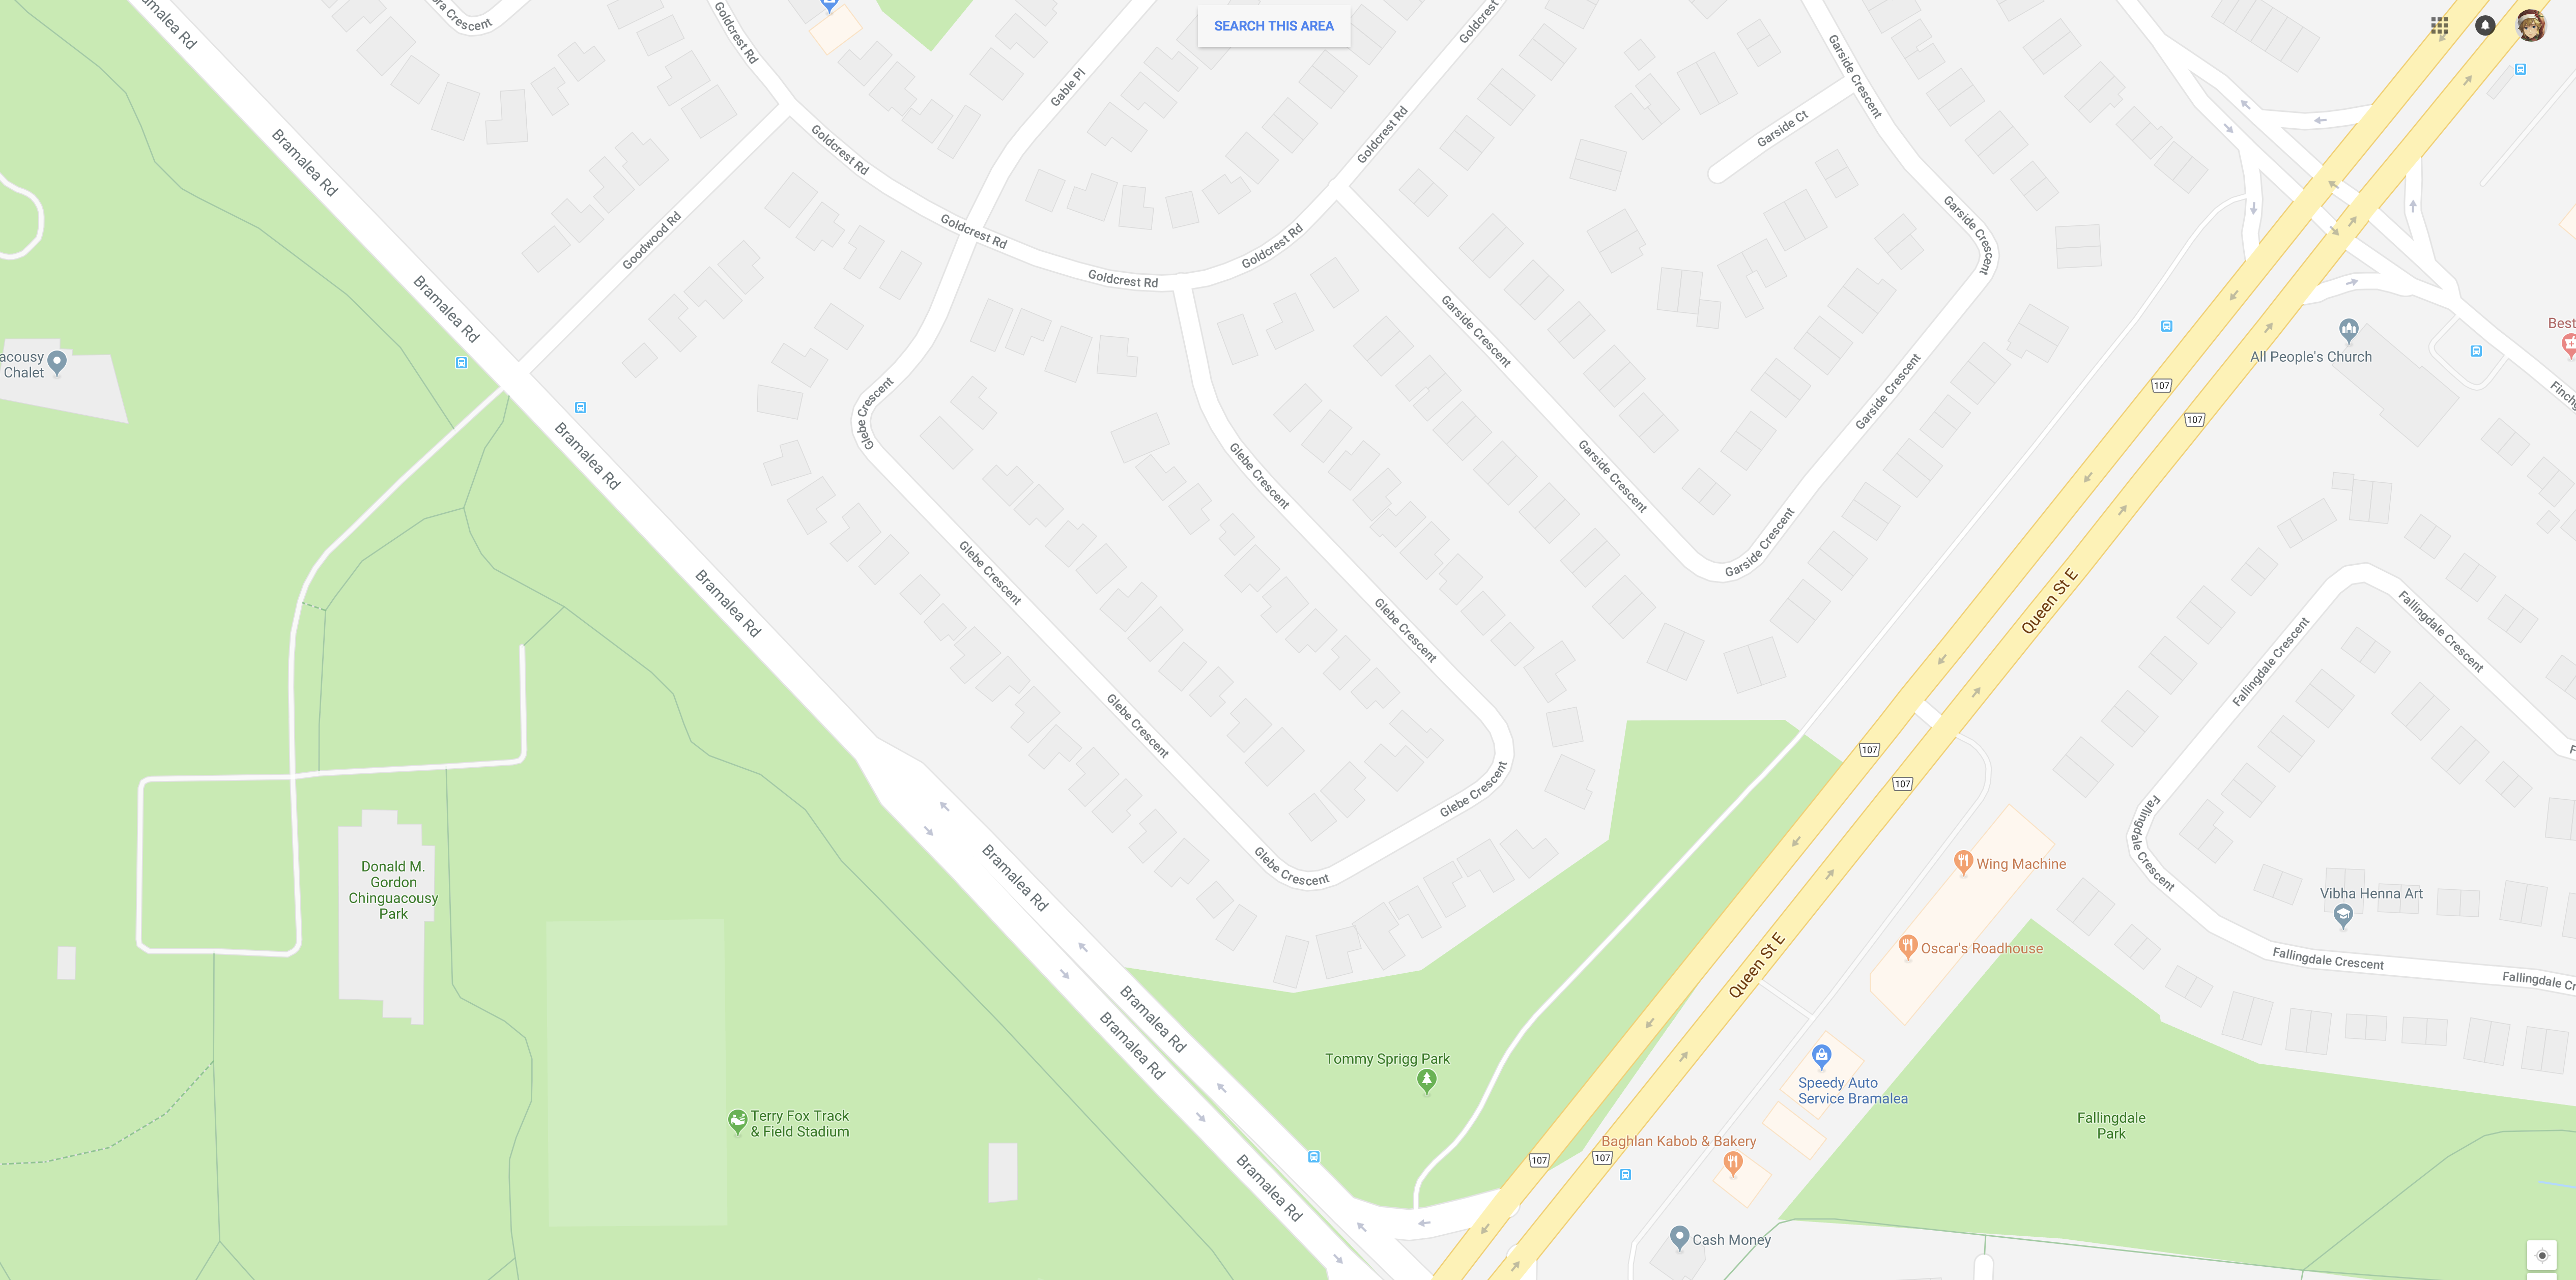 SEARCH THIS AREA
Bramalea Rd
Crescent
Goldcrest Rd
Gable Pl
Goldcrest
Garside Crescent
Garside Ct
Goldcrest Rd
Goldcrest Rd
Bramalea Rd
Goodwood Rd
Goldcrest Rd
Goldcrest Rd
Goldcrest Rd
Garside Crescent
Bramalea Rd
Garside Crescent
All People's Church
Best
Chalet
Glebe Crescent
Garside Crescent
107
107
Bramalea Rd
Glebe Crescent
Garside Crescent
Garside Crescent
Glebe Crescent
Bramalea Rd
Glebe Crescent
Queen St E
Fallingdale Crescent
Fallingdale Crescent
Glebe Crescent
107
107
Glebe Crescent
Fallingdale Crescent
Glebe Crescent
Bramalea Rd
Donald M.
Gordon
Chinguacousy
Park
Wing Machine
Vibha Henna Art
Oscar's Roadhouse
Queen St E
Fallingdale Crescent
Fallingdale Cr
Bramalea Rd
Bramalea Rd
Tommy Sprigg Park
Speedy Auto
Service Bramalea
Terry Fox Track
& Field Stadium
Fallingdale
Park
Baghlan Kabob & Bakery
107
107
Bramalea Rd
Cash Money